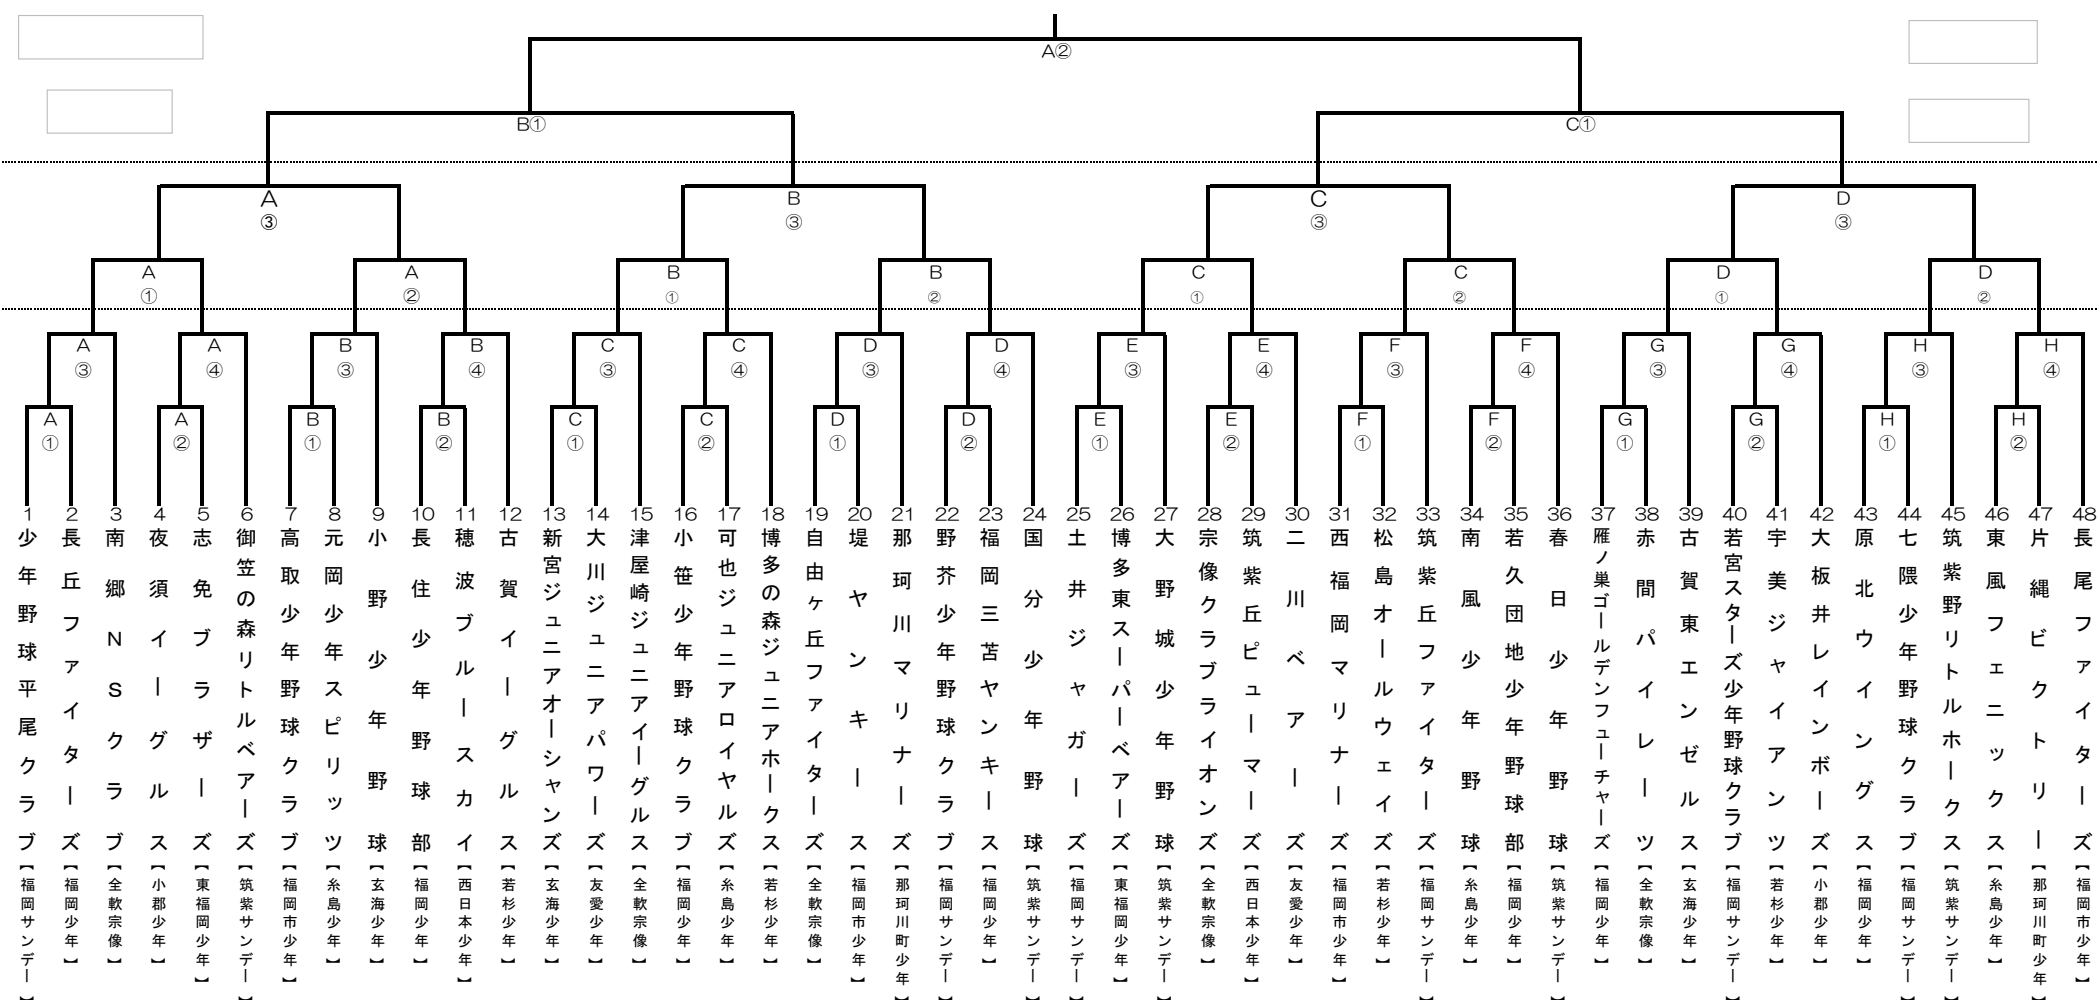 A②
B①
C①
A
③
B
③
C
③
D
③
A
①
A
②
B
①
B
②
C
①
C
②
D
①
D
②
A
③
A
④
B
③
B
④
C
③
C
④
D
③
D
④
E
③
E
④
F
③
F
④
G
③
G
④
H
③
H
④
A
①
A
②
B
①
B
②
C
①
C
②
D
①
D
②
E
①
E
②
F
①
F
②
G
①
G
②
H
①
H
②
1 少年野球平尾クラブ【福岡サンデー】
2 長丘ファイターズ【福岡少年】
3 南郷NSクラブ【全軟宗像】
4 夜須イーグルス【小郡少年】
5 志免ブラザーズ【東福岡少年】
6 御笠の森リトルベアーズ【筑紫サンデー】
7 高取少年野球クラブ【福岡市少年】
8 元岡少年スピリッツ【糸島少年】
9 小野少年野球【玄海少年】
10 長住少年野球部【福岡少年】
11 穂波ブルースカイ【西日本少年】
12 古賀イーグルス【若杉少年】
13 新宮ジュニアオーシャンズ【玄海少年】
14 大川ジュニアパワーズ【友愛少年】
15 津屋崎ジュニアイーグルス【全軟宗像】
16 小笹少年野球クラブ【福岡少年】
17 可也ジュニアロイヤルズ【糸島少年】
18 博多の森ジュニアホークス【若杉少年】
19 自由ヶ丘ファイターズ【全軟宗像】
20 堤ヤンキース【福岡市少年】
21 那珂川マリナーズ【那珂川町少年】
22 野芥少年野球クラブ【福岡サンデー】
23 福岡三苫ヤンキース【福岡少年】
24 国分少年野球【筑紫サンデー】
25 土井ジャガーズ【福岡サンデー】
26 博多東スーパーベアーズ【東福岡少年】
27 大野城少年野球【筑紫サンデー】
28 宗像クラブライオンズ【全軟宗像】
29 筑紫丘ピューマーズ【西日本少年】
30 二川ベアーズ【友愛少年】
31 西福岡マリナーズ【福岡市少年】
32 松島オールウェイズ【若杉少年】
33 筑紫丘ファイターズ【福岡サンデー】
34 南風少年野球【糸島少年】
35 若久団地少年野球部【福岡少年】
36 春日少年野球【筑紫サンデー】
37 雁ノ巣ゴールデンフューチャーズ【福岡少年】
38 赤間パイレーツ【全軟宗像】
39 古賀東エンゼルス【玄海少年】
40 若宮スターズ少年野球クラブ【福岡サンデー】
41 宇美ジャイアンツ【若杉少年】
42 大板井レインボーズ【小郡少年】
43 原北ウイングス【福岡少年】
44 七隈少年野球クラブ【福岡サンデー】
45 筑紫野リトルホークス【筑紫サンデー】
46 東風フェニックス【糸島少年】
47 片縄ビクトリー【那珂川町少年】
48 長尾ファイターズ【福岡市少年】